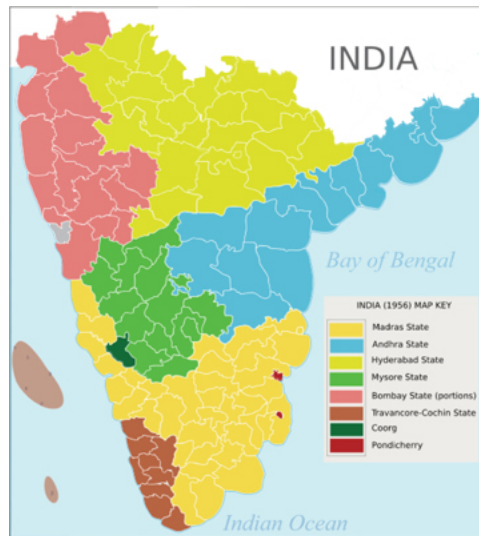 INDIA
Bay of Bengal
INDIA (1956) MAP KEY
Madras State
Andhra State
Hyderabad State
Mysore State
Bombay State (portions)
Travancore-Cochin State
Coorg
Pondicherry
Indian Ocean